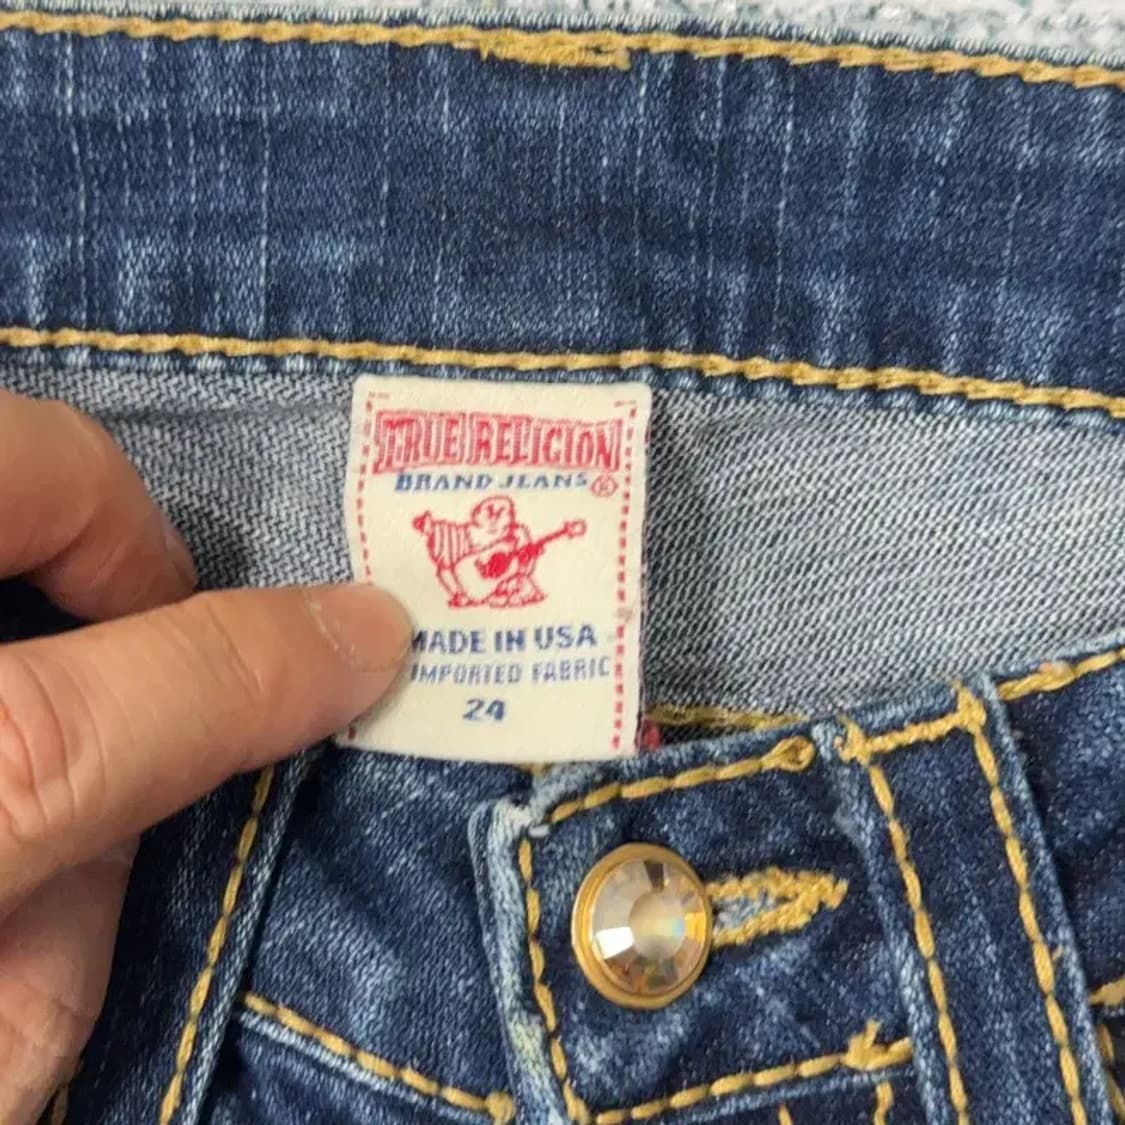 TRUE RELIGION
BRAND JEANS ®
MADE IN USA
IMPORTED FABRIC
24